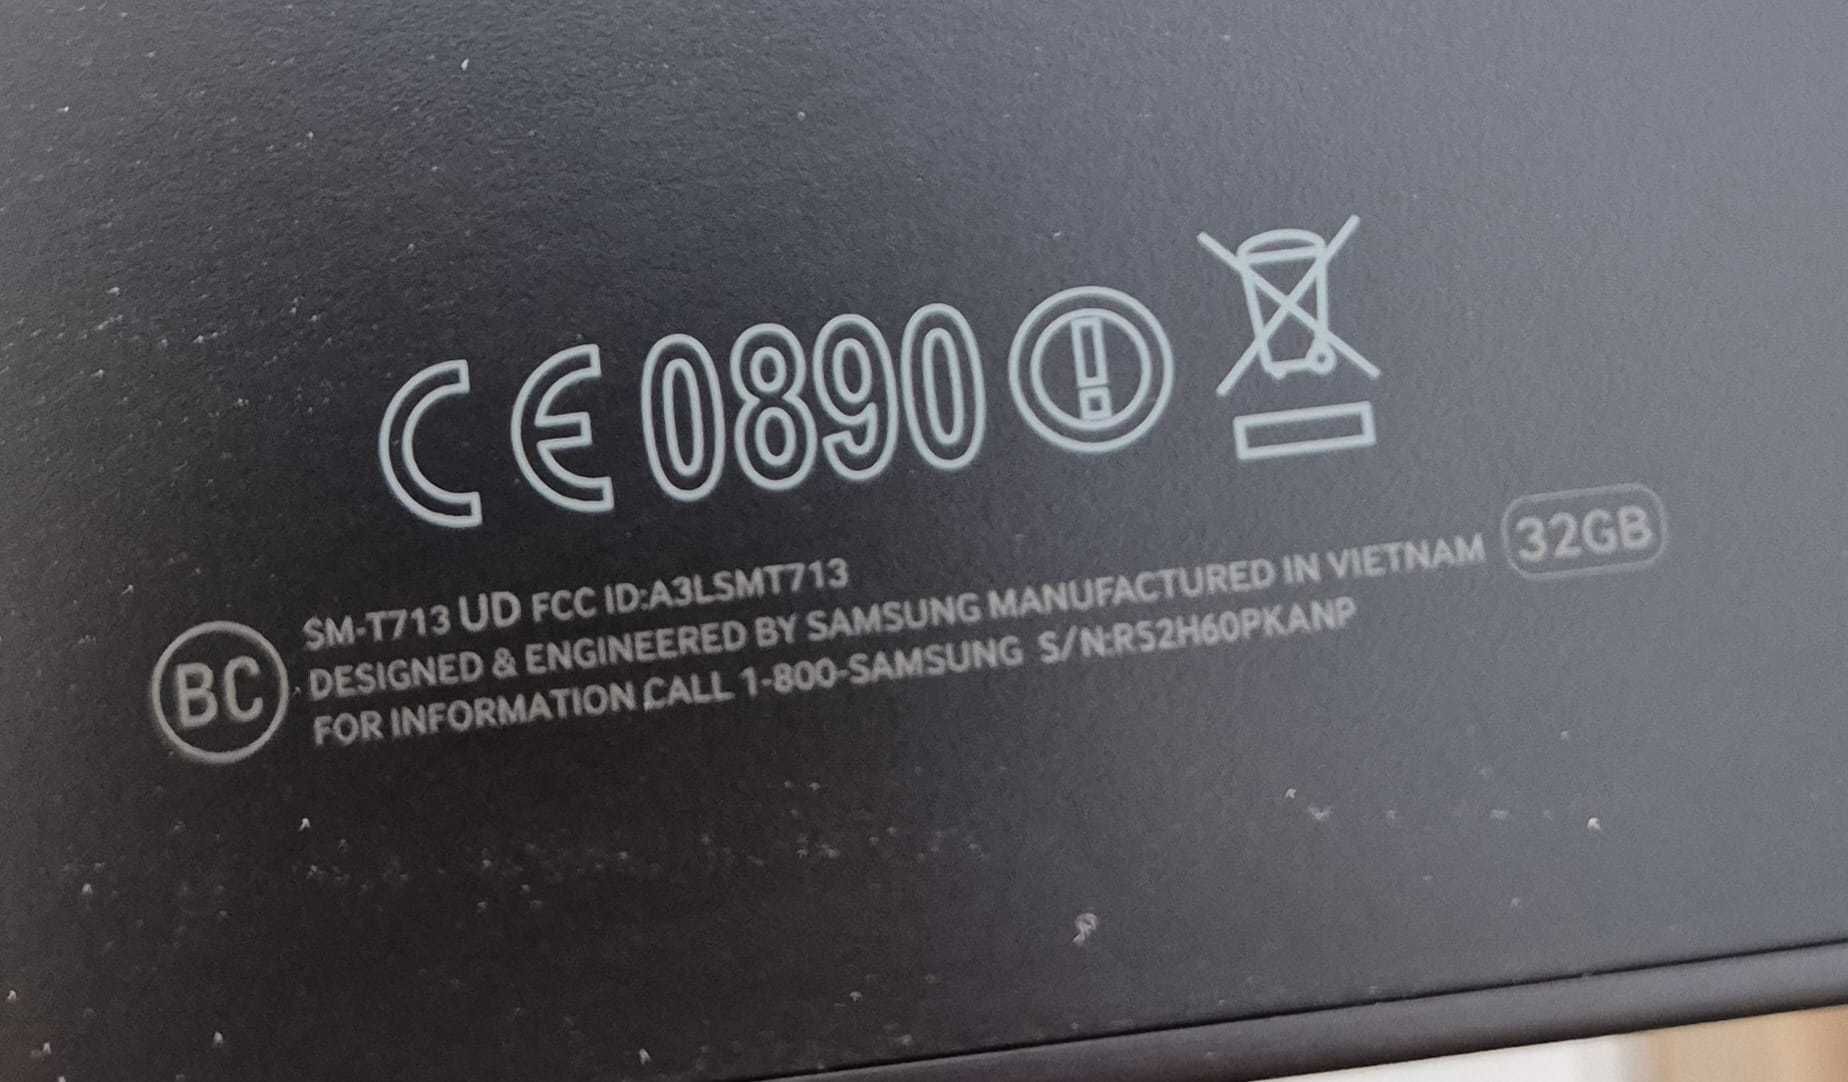 CE0890
32GB
BC
SM-T713 UD FCC ID:A3LSMT713
DESIGNED & ENGINEERED BY SAMSUNG MANUFACTURED IN VIETNAM
FOR INFORMATION CALL 1-800-SAMSUNG S/N:R52H60PKANP